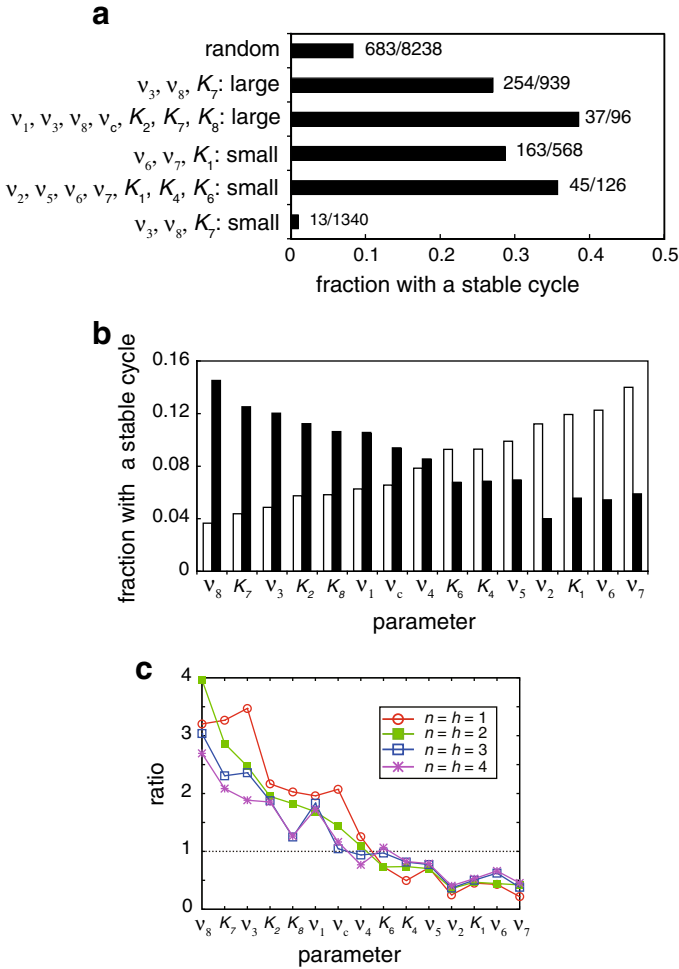 a
random
683/8238
ν3, ν8, K7: large
254/939
ν1, ν3, ν8, νc, K2, K7, K8: large
37/96
ν6, ν7, K1: small
163/568
ν2, ν5, ν6, ν7, K1, K4, K6: small
45/126
ν3, ν8, K7: small
13/1340
0 0.1 0.2 0.3 0.4 0.5
fraction with a stable cycle
b
fraction with a stable cycle
0.16
0.12
0.08
0.04
0
ν8 K7 ν3 K2 K8 ν1 νc ν4 K6 K4 ν5 ν2 K1 ν6 ν7
parameter
c
ratio
4
3
2
1
0
n = h = 1
n = h = 2
n = h = 3
n = h = 4
ν8 K7 ν3 K2 K8 ν1 νc ν4 K6 K4 ν5 ν2 K1 ν6 ν7
parameter